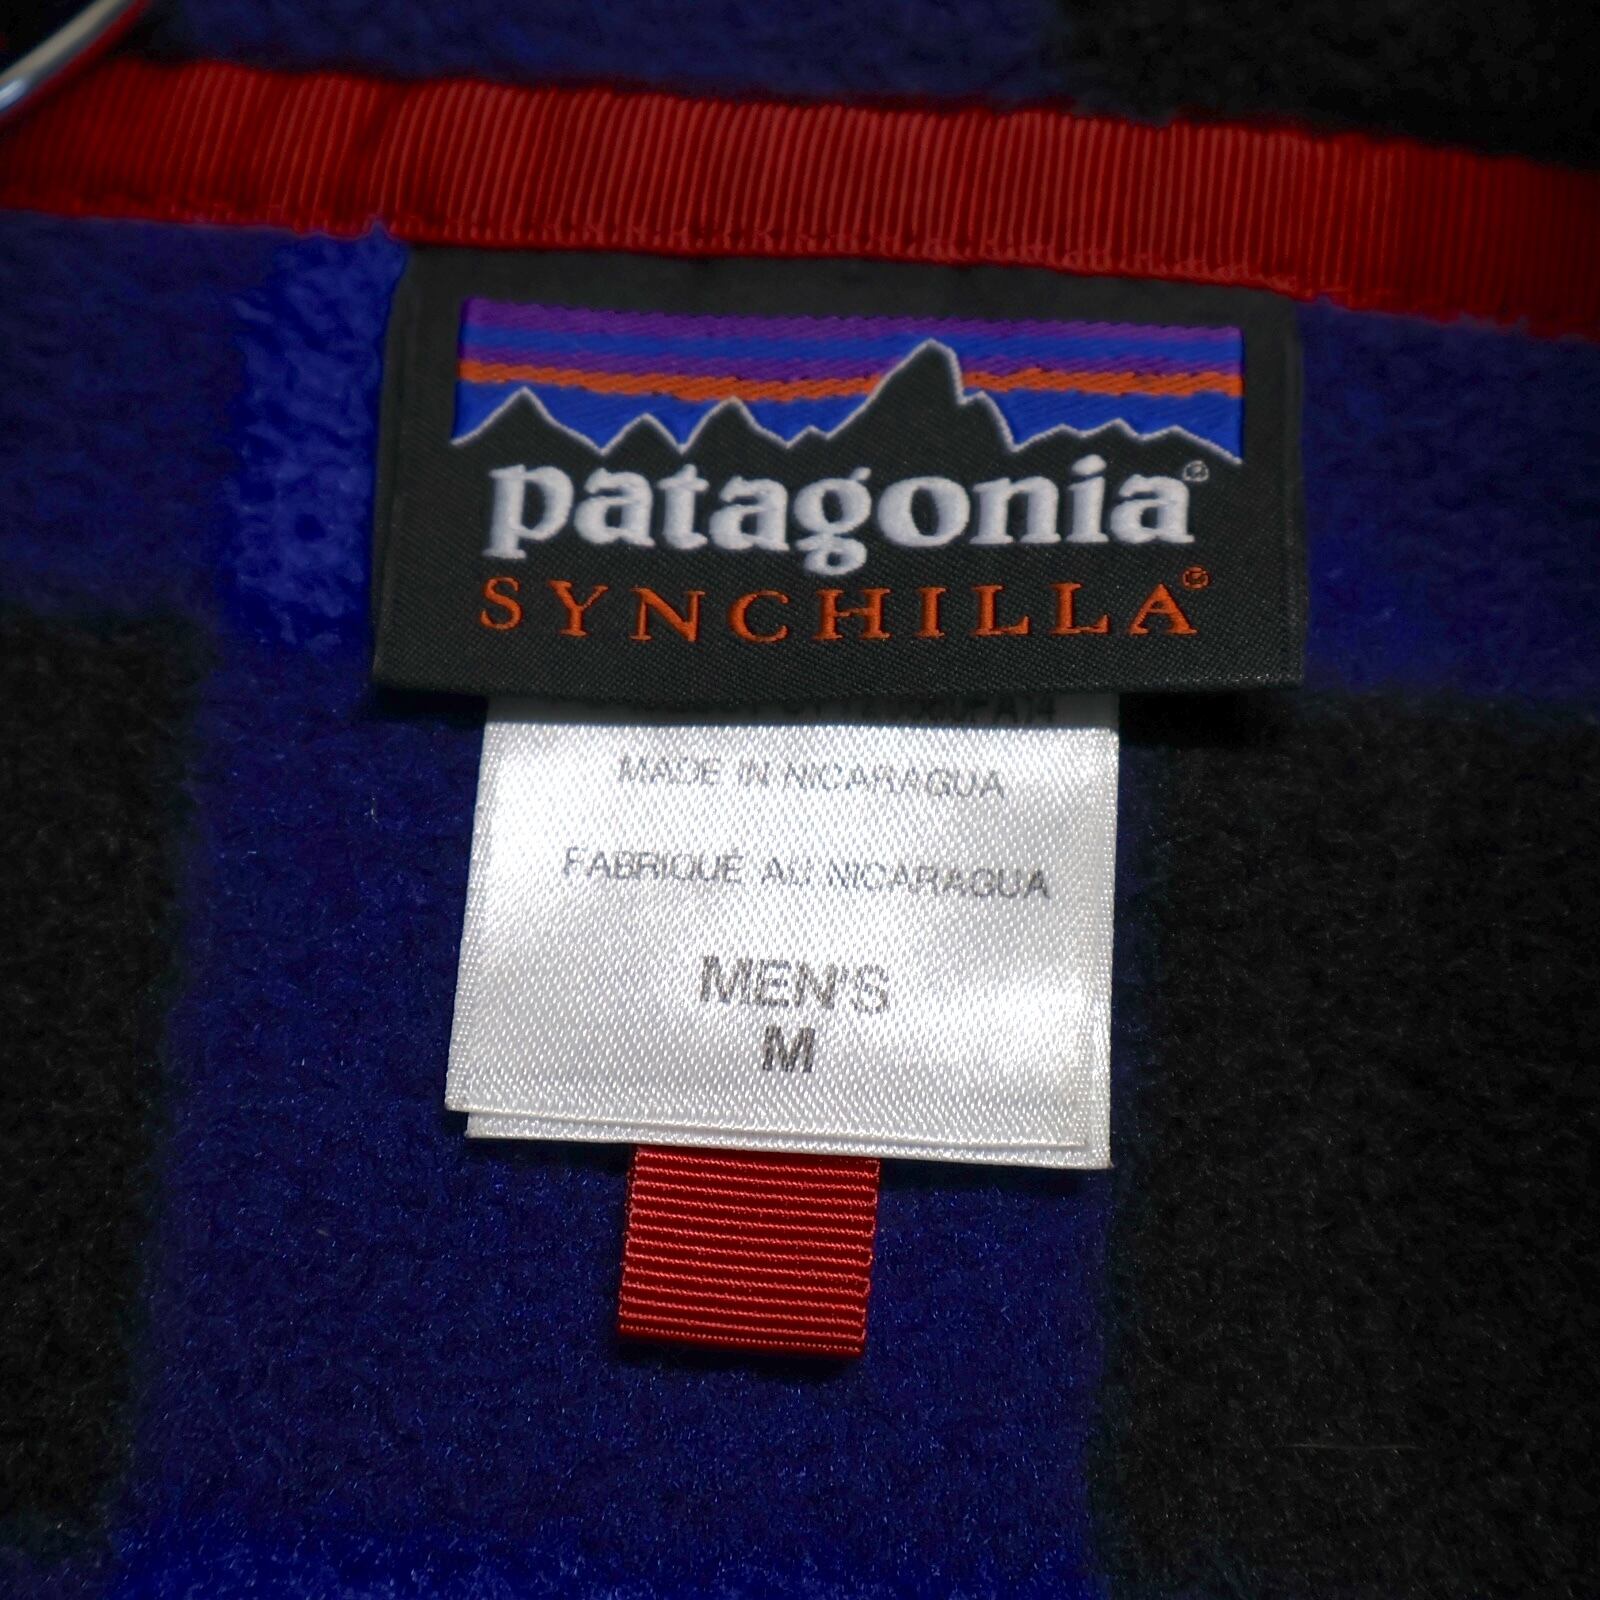 patagonia®
SYNCHILLA®
MADE IN NICARAGUA
FABRIQUÉ AU NICARAGUA
MEN'S
M